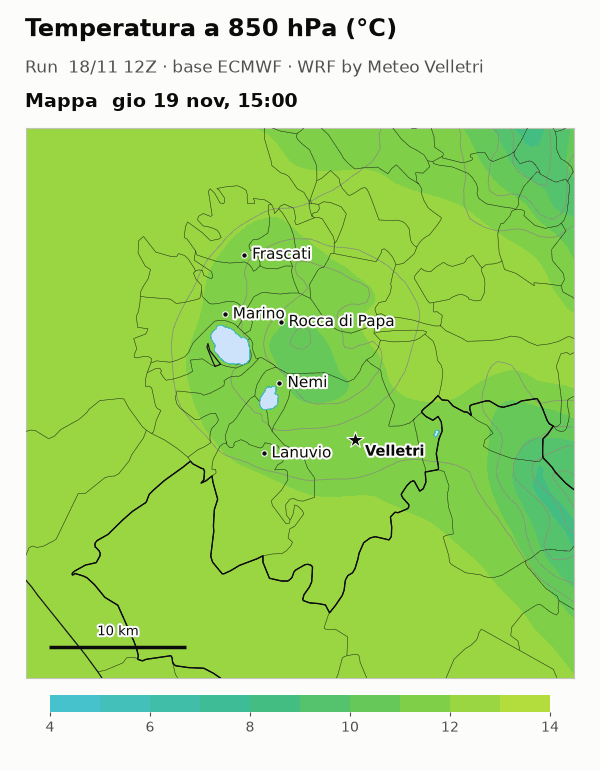 Temperatura a 850 hPa (°C)
Run  18/11 12Z · base ECMWF · WRF by Meteo Velletri
Mappa  gio 19 nov, 15:00
Frascati
Marino
Rocca di Papa
Nemi
Velletri
Lanuvio
10 km
4 6 8 10 12 14